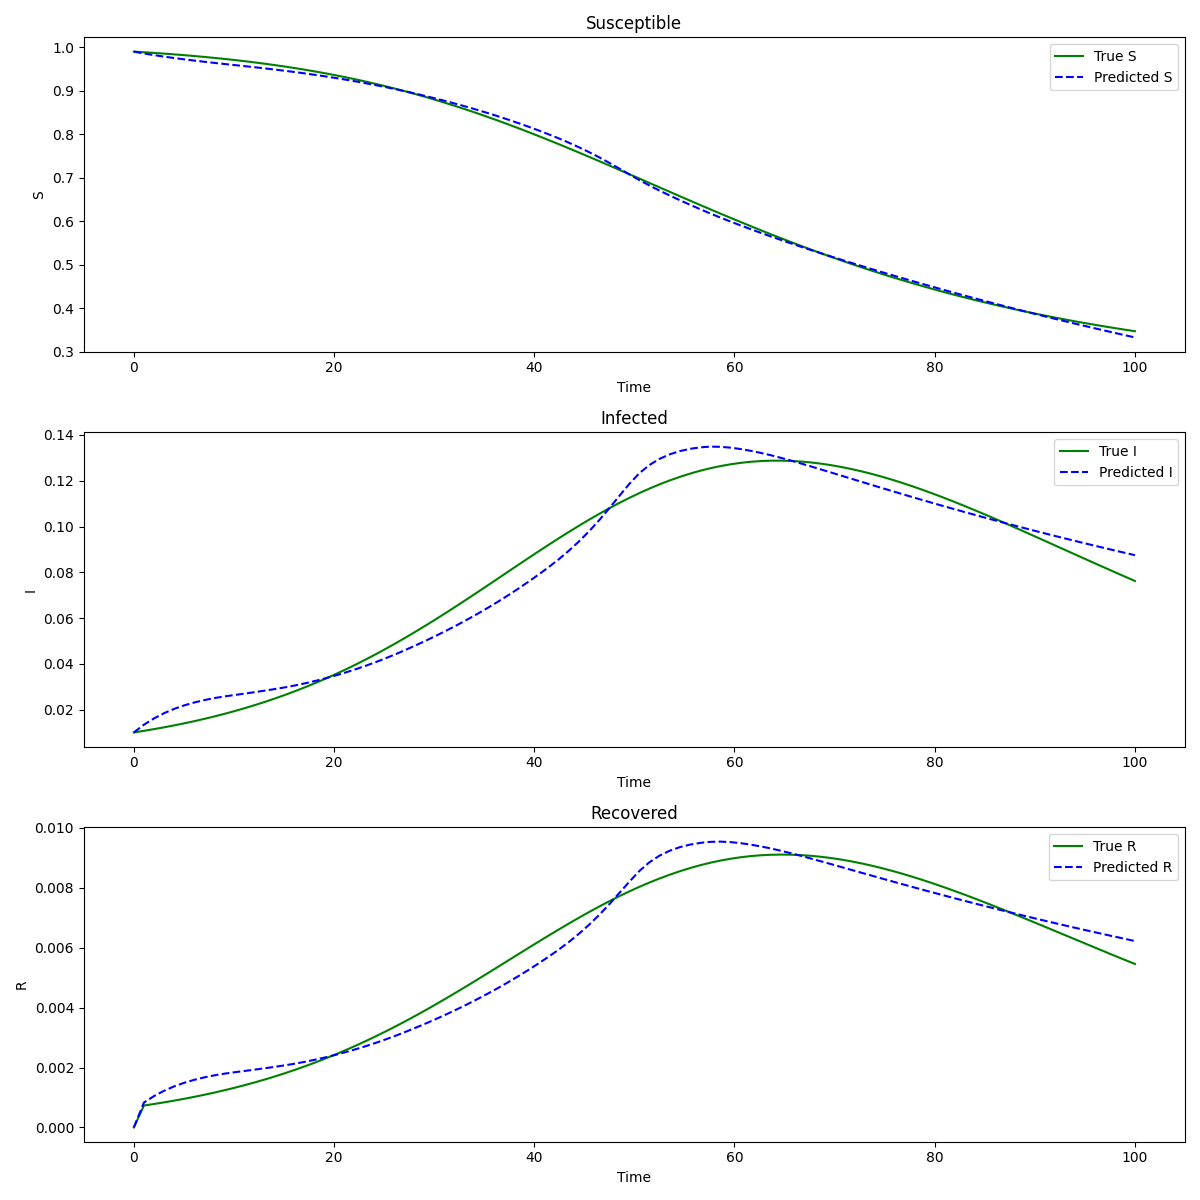 Susceptible
1.0
0.9
0.8
0.7
0.6
0.5
0.4
0.3
S
True S
Predicted S
0 20 40 60 80 100
Time
Infected
0.14
0.12
0.10
0.08
0.06
0.04
0.02
I
True I
Predicted I
0 20 40 60 80 100
Time
Recovered
0.010
0.008
0.006
0.004
0.002
0.000
R
True R
Predicted R
0 20 40 60 80 100
Time